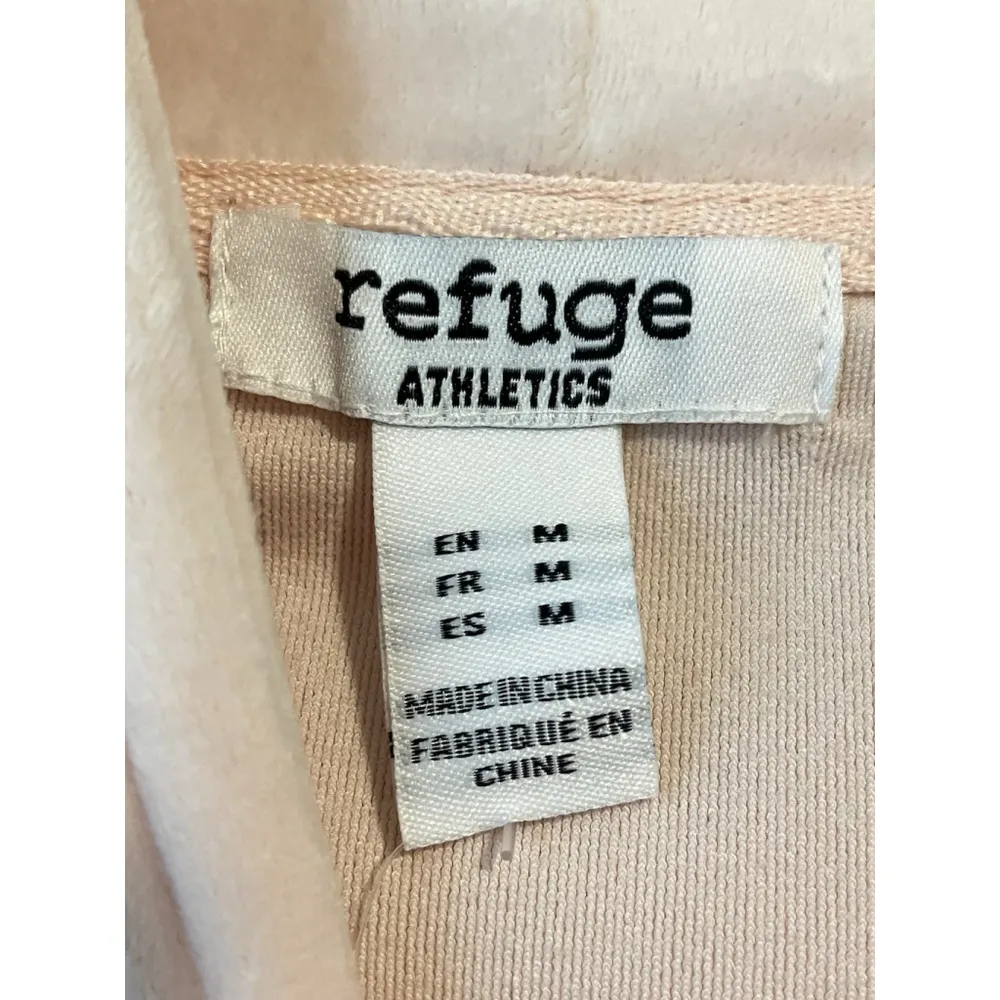 refuge
ATHLETICS
EN M
FR M
ES M
MADE IN CHINA
FABRIQUÉ EN
CHINE